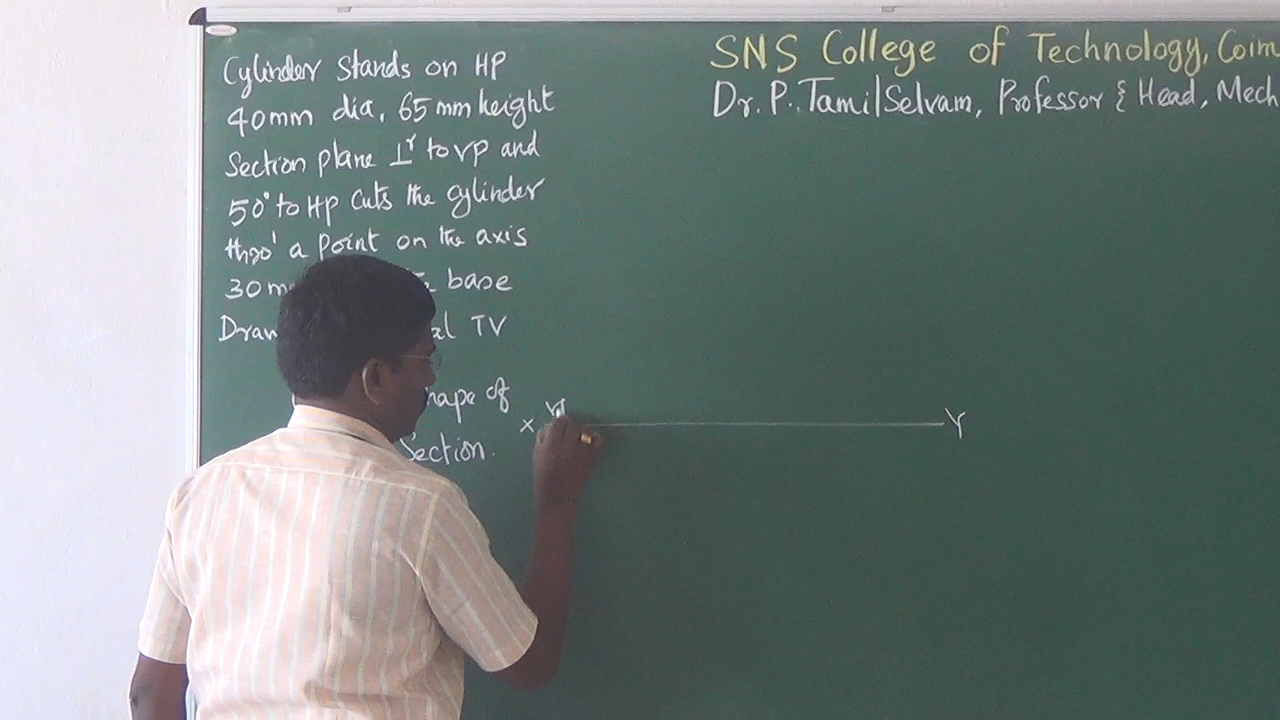 Cylinder Stands on HP
40mm dia, 65mm height
Section plane ⊥r to VP and
50° to HP Cuts the cylinder
thro' a point on the axis
30 base
TV
of
Section.
SNS College of Technology,
Dr. P. TamilSelvam, Professor & Head, Mech
X Y